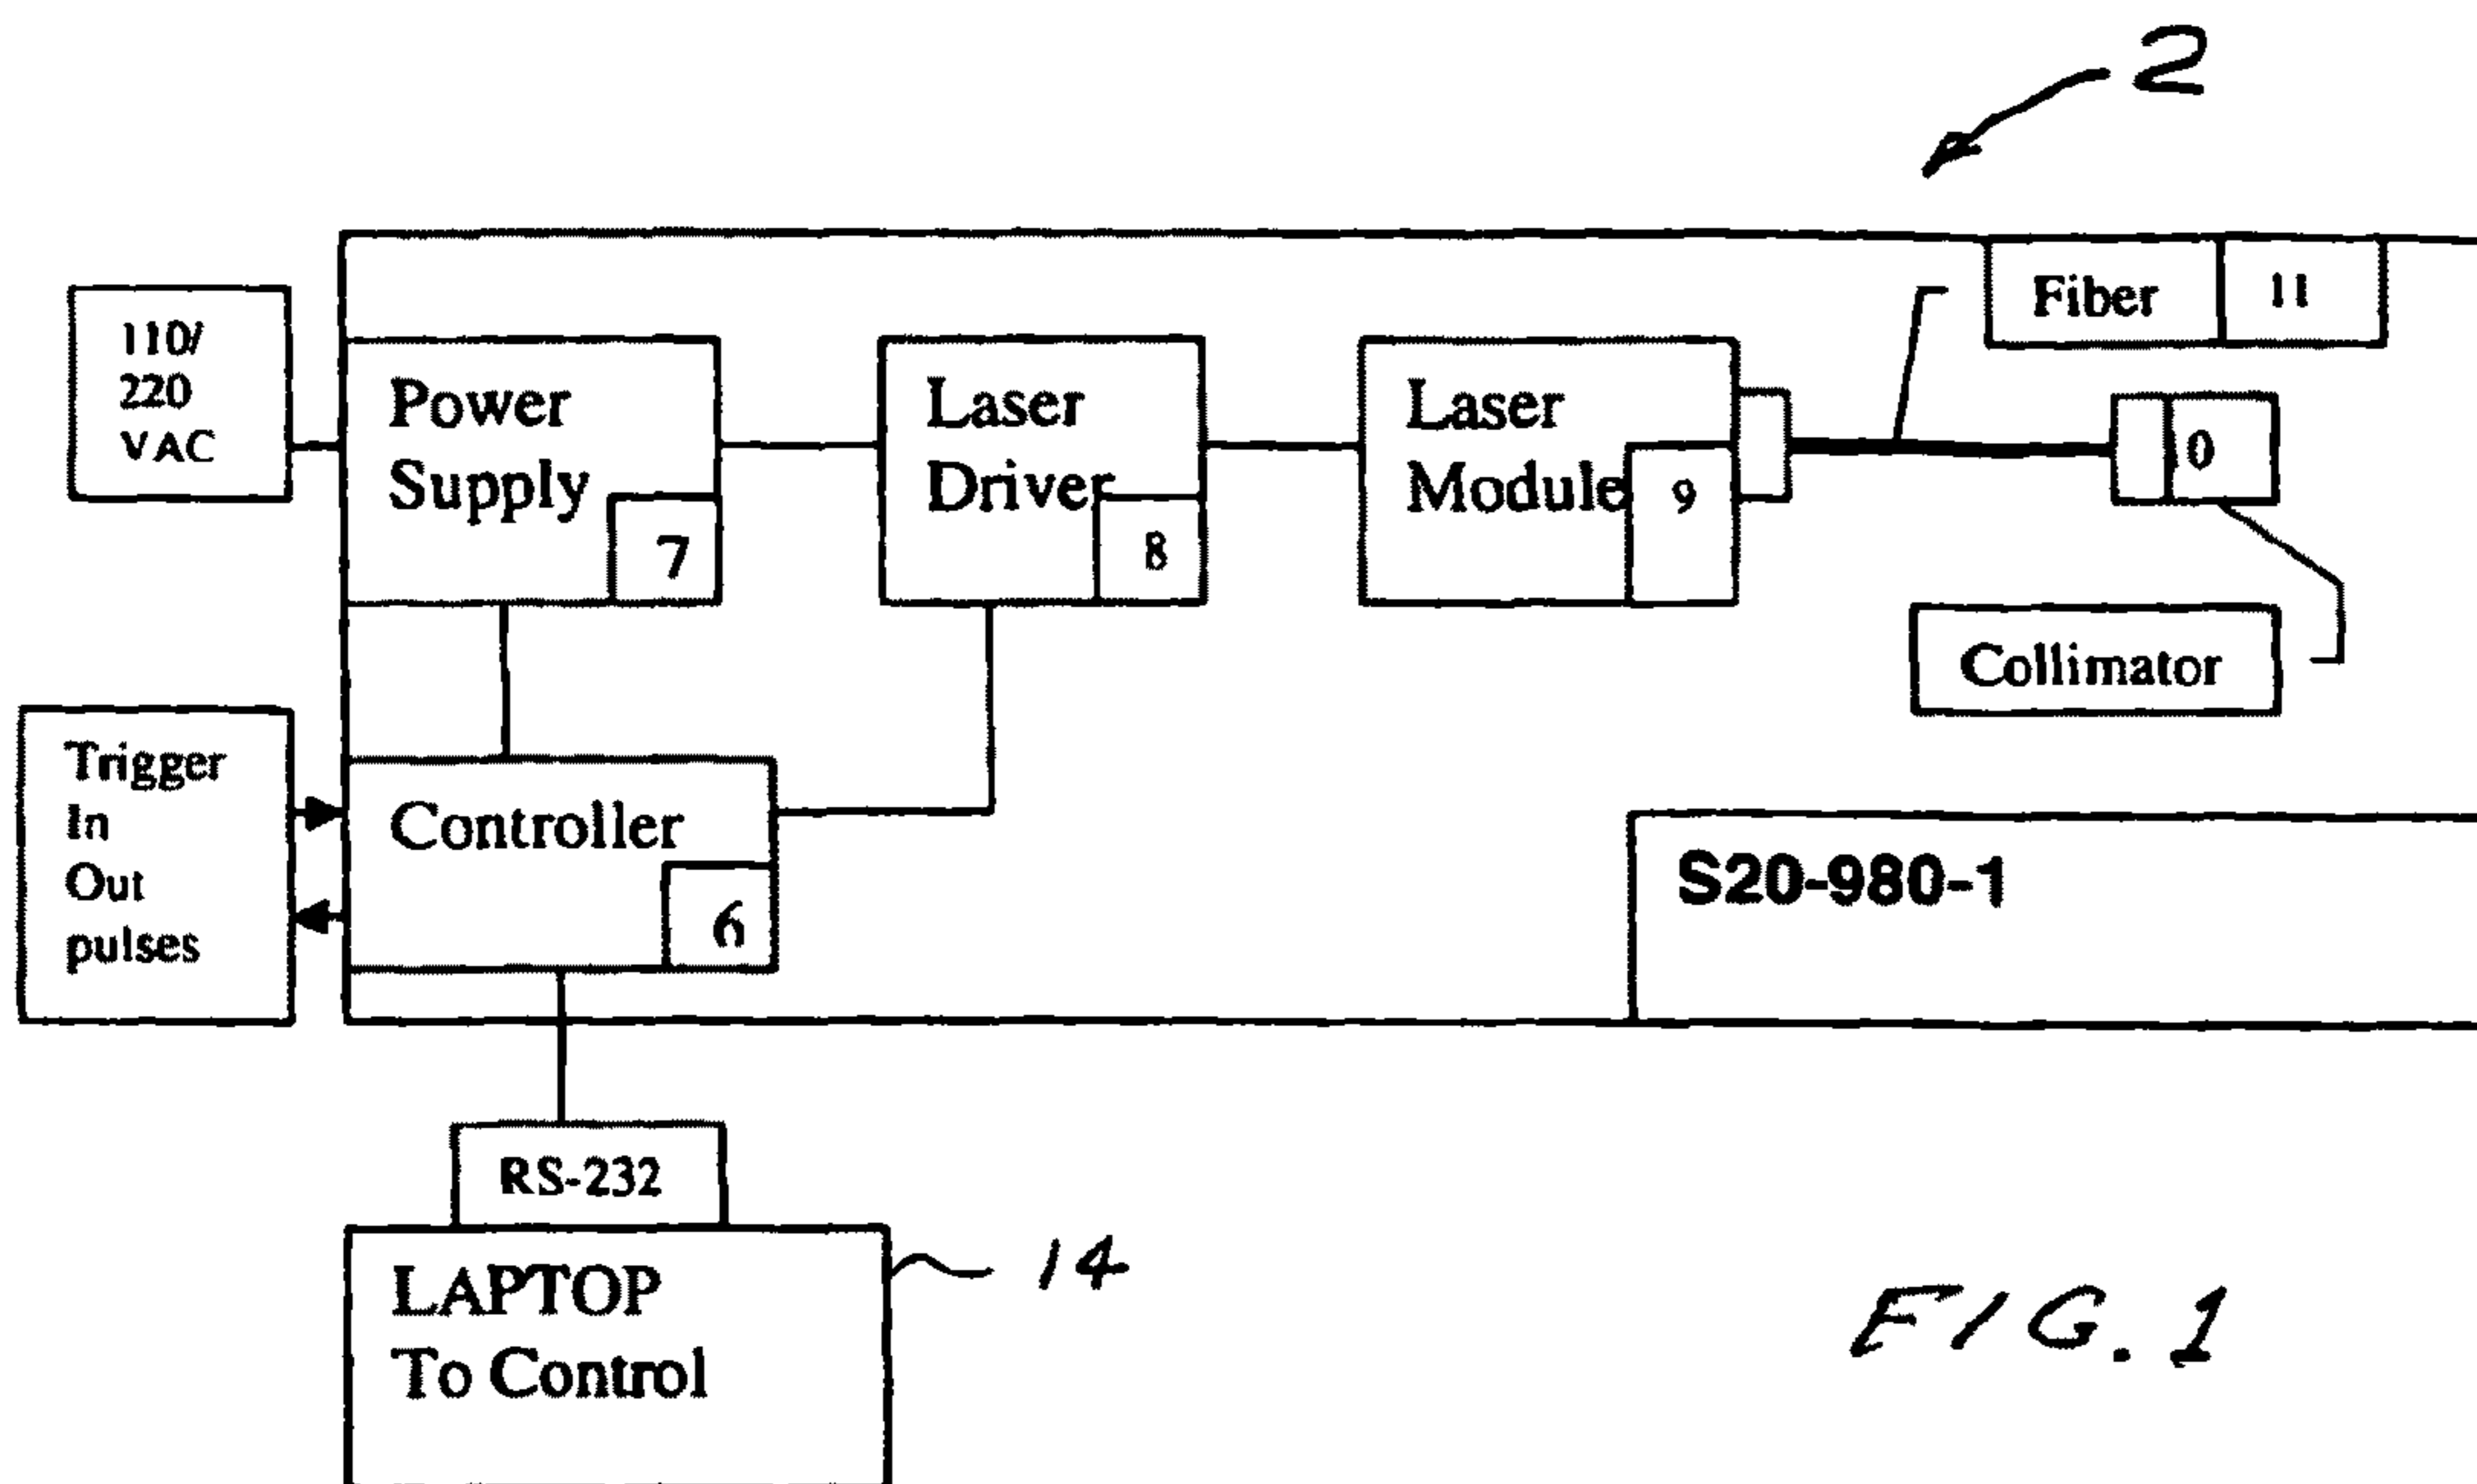 2
Fiber 11
110/
220
VAC
Power
Supply
7
Laser
Driver
8
Laser
Module
9
0
Collimator
Trigger
In
Out
pulses
Controller
6
S20-980-1
RS-232
LAPTOP
To Control
14
FIG. 1